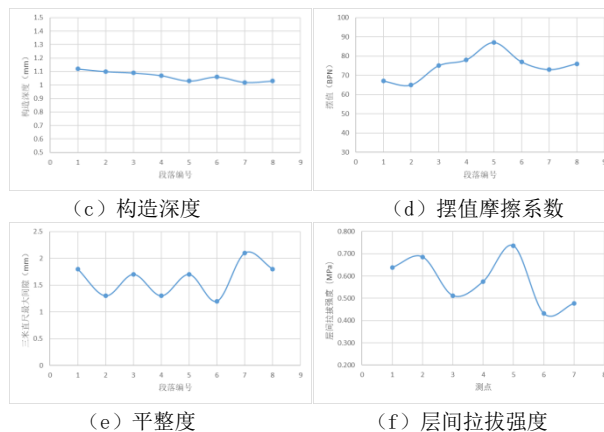 1.5
1.4
1.3
1.2
1.1
1
0.9
0.8
0.7
0.6
0.5
构造深度（mm）
0 1 2 3 4 5 6 7 8 9
段落编号
（c）构造深度
100
90
80
70
60
50
40
30
摆值（BPN）
0 1 2 3 4 5 6 7 8 9
段落编号
（d）摆值摩擦系数
2.5
2
1.5
1
0.5
0
三米直尺最大间隙（mm）
0 1 2 3 4 5 6 7 8 9
段落编号
（e）平整度
0.800
0.700
0.600
0.500
0.400
0.300
0.200
层间拉拔强度（MPa）
0 1 2 3 4 5 6 7 8
测点
（f）层间拉拔强度